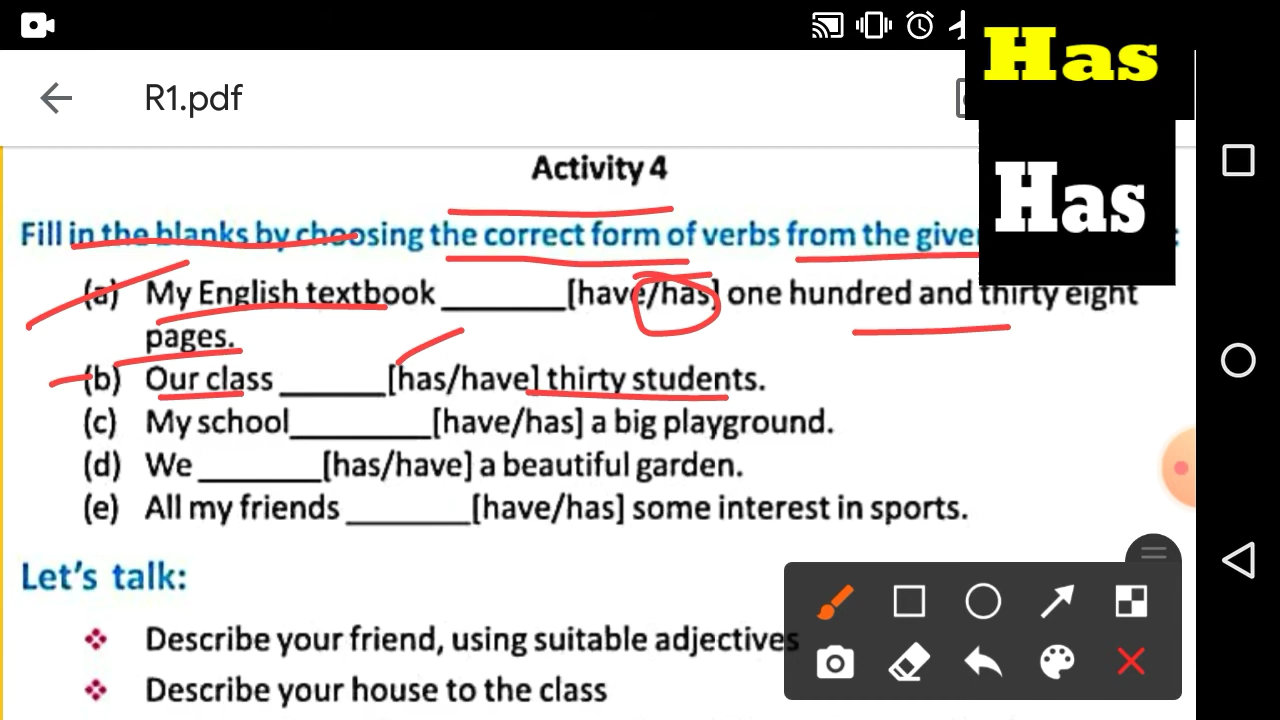 R1.pdf
Has
Has
Activity 4
Fill in the blanks by choosing the correct form of verbs from the given
(a) My English textbook ________[have/has] one hundred and thirty eight
pages.
(b) Our class _______[has/have] thirty students.
(c) My school_________[have/has] a big playground.
(d) We ________[has/have] a beautiful garden.
(e) All my friends ________[have/has] some interest in sports.
Let's talk:
❖ Describe your friend, using suitable adjectives
❖ Describe your house to the class